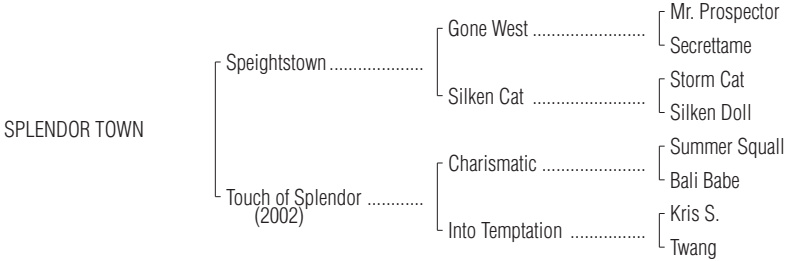 Mr. Prospector
Gone West ........................
Secrettame
Speightstown ....................
Storm Cat
Silken Cat ........................
Silken Doll
SPLENDOR TOWN
Summer Squall
Charismatic ......................
Bali Babe
Touch of Splendor ............
(2002)
Kris S.
Into Temptation ................
Twang